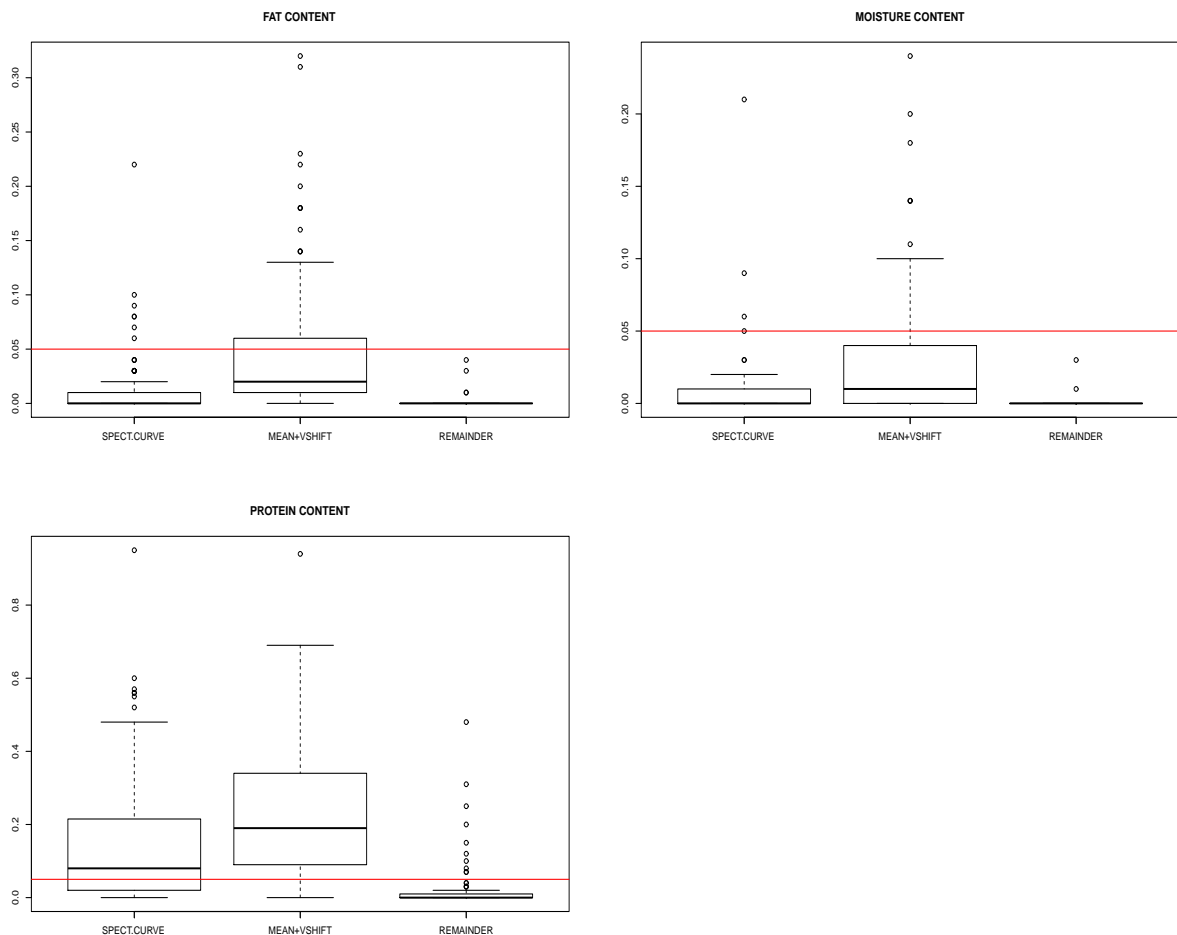 FAT CONTENT
0.30
0.25
0.20
0.15
0.10
0.05
0.00
SPECT.CURVE MEAN+VSHIFT REMAINDER
MOISTURE CONTENT
0.20
0.15
0.10
0.05
0.00
SPECT.CURVE MEAN+VSHIFT REMAINDER
PROTEIN CONTENT
0.8
0.6
0.4
0.2
0.0
SPECT.CURVE MEAN+VSHIFT REMAINDER